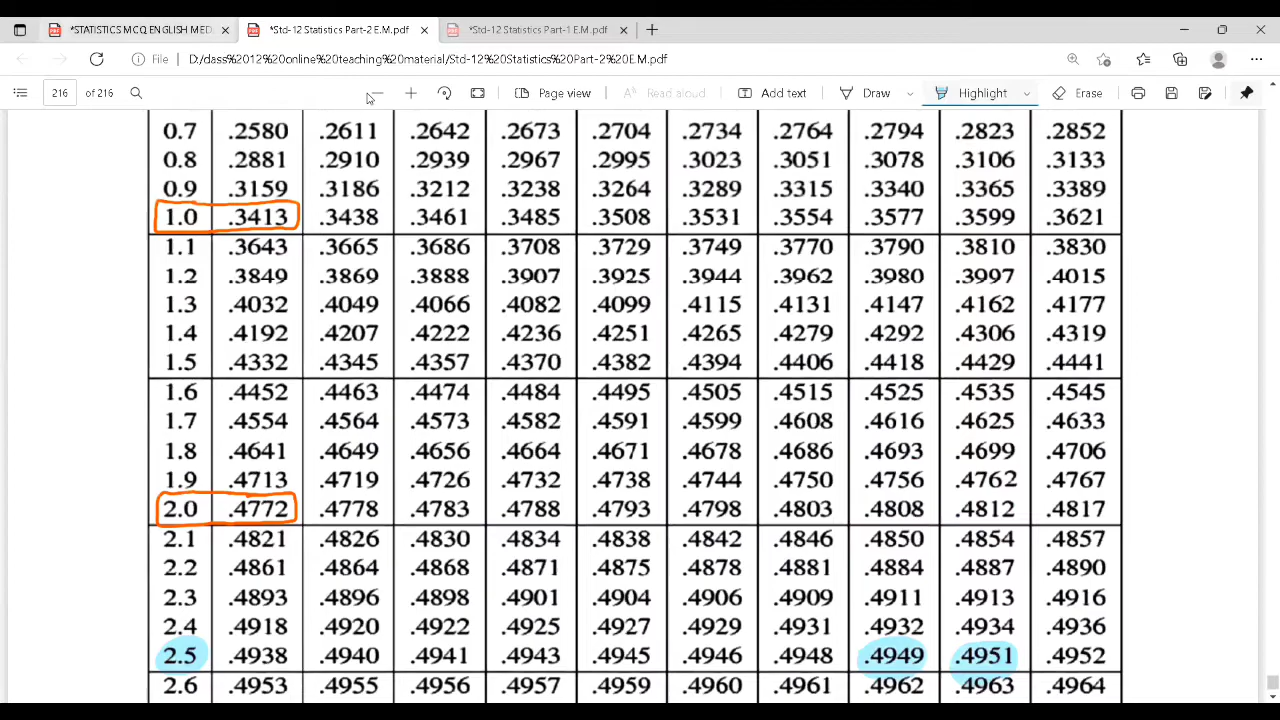 *STATISTICS MCQ ENGLISH MED
*Std-12 Statistics Part-2 E.M.pdf
*Std-12 Statistics Part-1 E.M.pdf
File D:/class%2012%20online%20teaching%20material/Std-12%20Statistics%20Part-2%20E.M.pdf
216 of 216 Page view Read aloud Add text Draw Highlight Erase
0.7 .2580 .2611 .2642 .2673 .2704 .2734 .2764 .2794 .2823 .2852
0.8 .2881 .2910 .2939 .2967 .2995 .3023 .3051 .3078 .3106 .3133
0.9 .3159 .3186 .3212 .3238 .3264 .3289 .3315 .3340 .3365 .3389
1.0 .3413 .3438 .3461 .3485 .3508 .3531 .3554 .3577 .3599 .3621
1.1 .3643 .3665 .3686 .3708 .3729 .3749 .3770 .3790 .3810 .3830
1.2 .3849 .3869 .3888 .3907 .3925 .3944 .3962 .3980 .3997 .4015
1.3 .4032 .4049 .4066 .4082 .4099 .4115 .4131 .4147 .4162 .4177
1.4 .4192 .4207 .4222 .4236 .4251 .4265 .4279 .4292 .4306 .4319
1.5 .4332 .4345 .4357 .4370 .4382 .4394 .4406 .4418 .4429 .4441
1.6 .4452 .4463 .4474 .4484 .4495 .4505 .4515 .4525 .4535 .4545
1.7 .4554 .4564 .4573 .4582 .4591 .4599 .4608 .4616 .4625 .4633
1.8 .4641 .4649 .4656 .4664 .4671 .4678 .4686 .4693 .4699 .4706
1.9 .4713 .4719 .4726 .4732 .4738 .4744 .4750 .4756 .4762 .4767
2.0 .4772 .4778 .4783 .4788 .4793 .4798 .4803 .4808 .4812 .4817
2.1 .4821 .4826 .4830 .4834 .4838 .4842 .4846 .4850 .4854 .4857
2.2 .4861 .4864 .4868 .4871 .4875 .4878 .4881 .4884 .4887 .4890
2.3 .4893 .4896 .4898 .4901 .4904 .4906 .4909 .4911 .4913 .4916
2.4 .4918 .4920 .4922 .4925 .4927 .4929 .4931 .4932 .4934 .4936
2.5 .4938 .4940 .4941 .4943 .4945 .4946 .4948 .4949 .4951 .4952
2.6 .4953 .4955 .4956 .4957 .4959 .4960 .4961 .4962 .4963 .4964